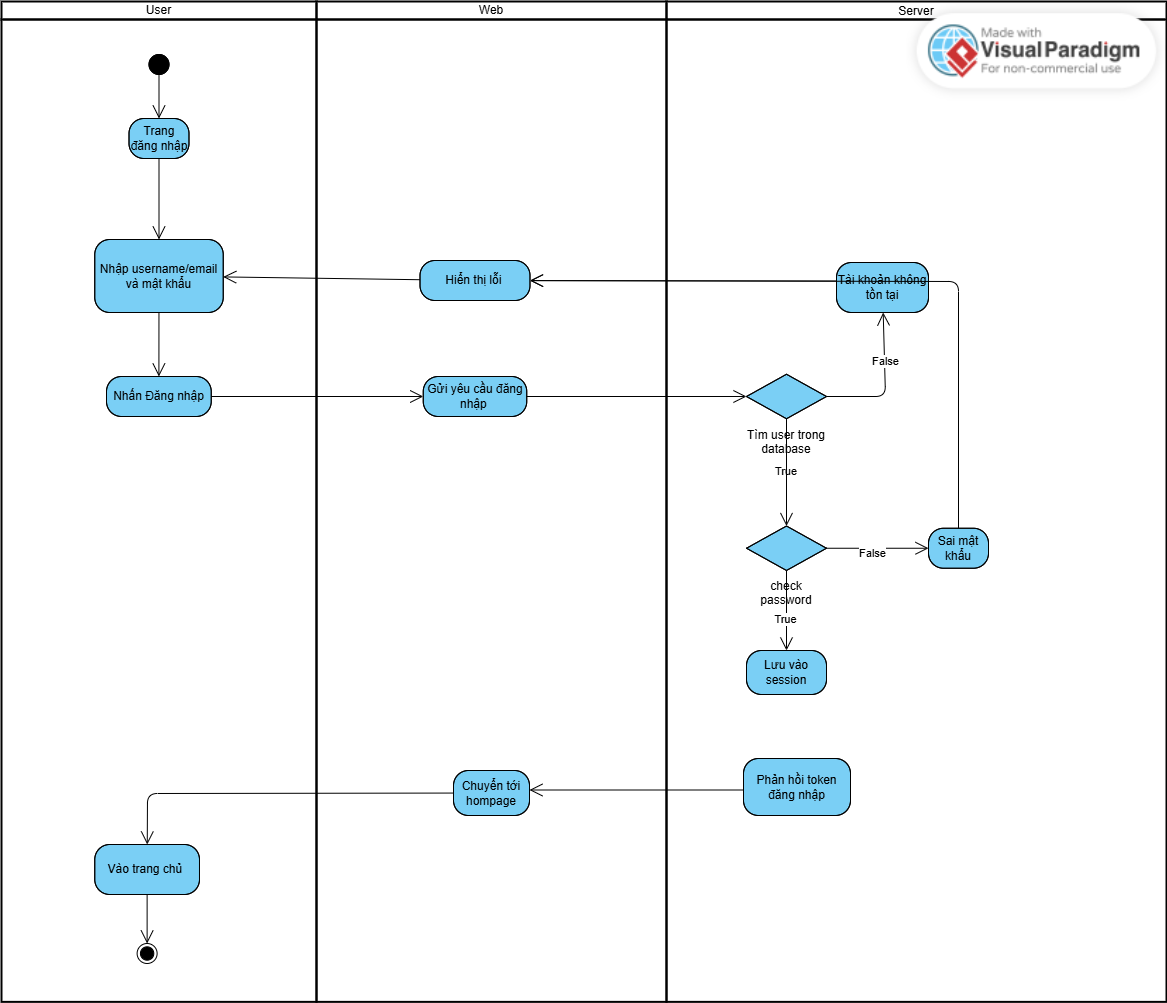 User
Web
Server
Made with
Visual Paradigm
For non-commercial use
Trang
đăng nhập
Nhập username/email
và mật khẩu
Hiển thị lỗi
Tài khoản không
tồn tại
False
Nhấn Đăng nhập
Gửi yêu cầu đăng
nhập
Tìm user trong
database
True
False
Sai mật
khẩu
check
password
True
Lưu vào
session
Phản hồi token
đăng nhập
Chuyển tới
hompage
Vào trang chủ